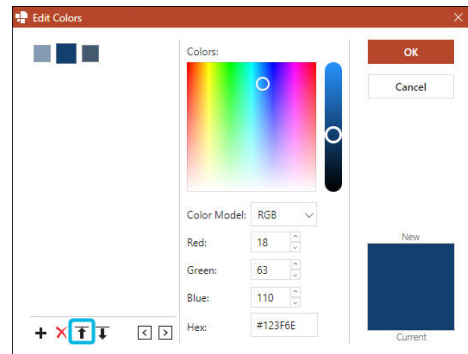 Edit Colors
Colors:
OK
Cancel
Color Model: RGB
Red: 18
Green: 63
Blue: 110
Hex: #123F6E
New
Current